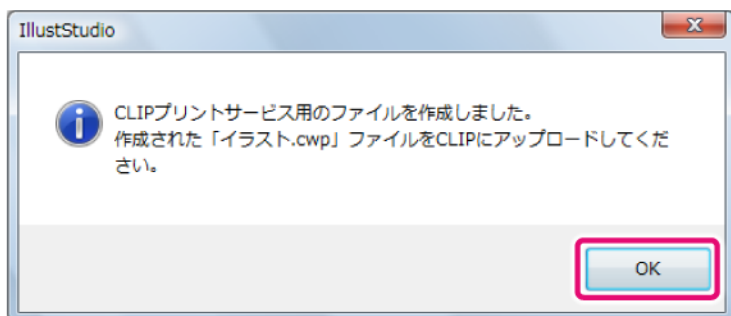 IllustStudio
CLIPプリントサービス用のファイルを作成しました。
作成された「イラスト.cwp」ファイルをCLIPにアップロードしてくだ
さい。
OK